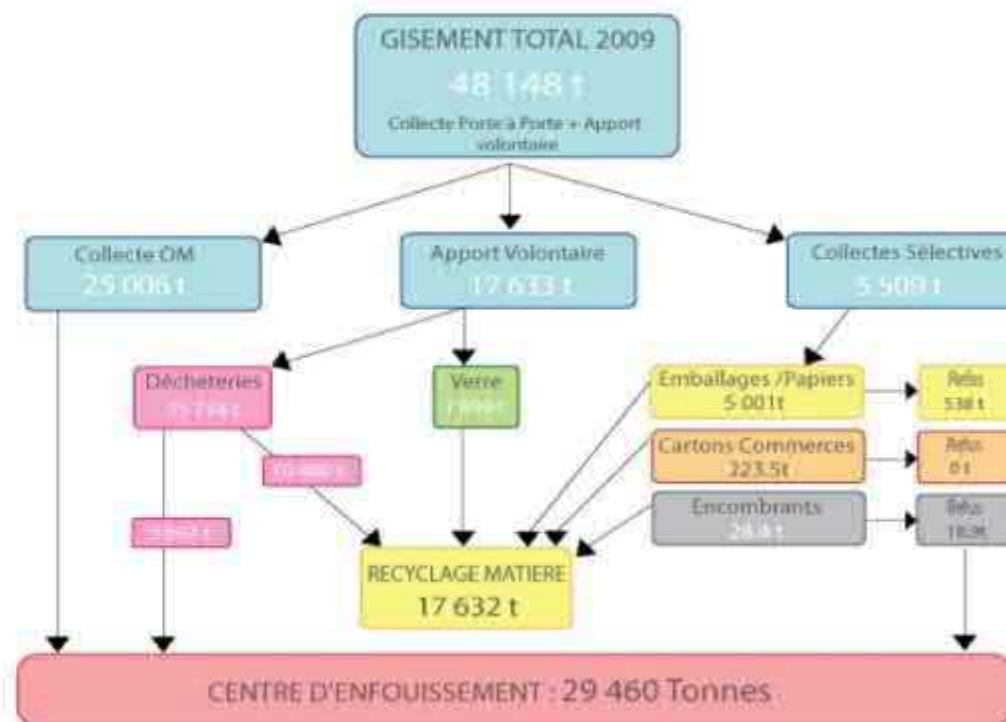 GISEMENT TOTAL 2009
48 148 t
Collecte Porte à Porte + Apport
volontaire
Collecte OM
25 006 t
Apport Volontaire
17 633 t
Collectes Sélectives
5 509 t
Déchèteries
Verre
Emballages /Papiers
5 001t
Refus
538 t
Cartons Commerces
223.5t
Refus
0 t
Encombrants
Refus
RECYCLAGE MATIERE
17 632 t
CENTRE D'ENFOUISSEMENT : 29 460 Tonnes